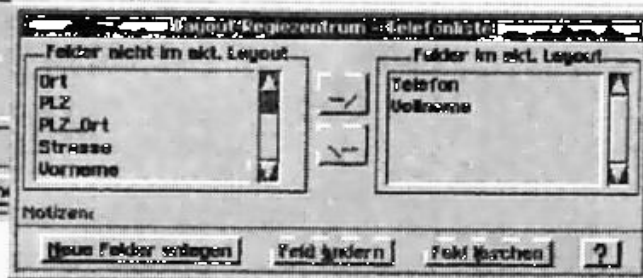 Layout-Regiezentrum - Telefonliste
Felder nicht im akt. Layout
Ort
PLZ
PLZ_Ort
Strasse
Vorname
Felder im akt. Layout
Telefon
Vollname
Notizen:
Neue Felder anlegen
Feld ändern
Feld löschen
?